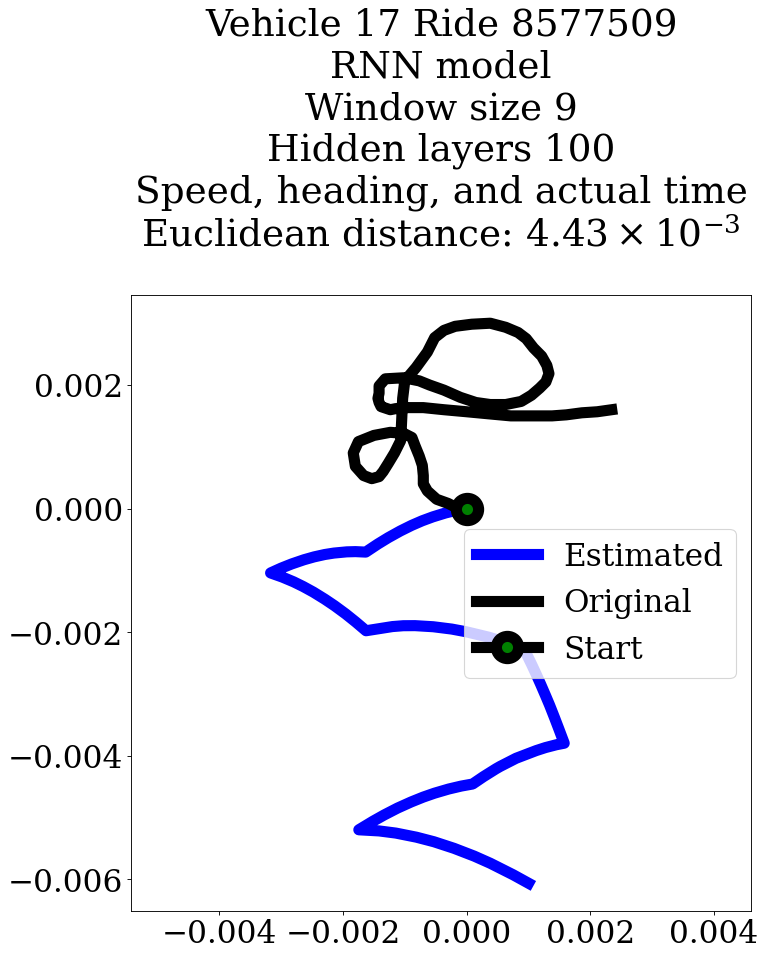 Vehicle 17 Ride 8577509
RNN model
Window size 9
Hidden layers 100
Speed, heading, and actual time
Euclidean distance: 4.43 × 10⁻³
0.002
0.000
−0.002
−0.004
−0.006
Estimated
Original
Start
−0.004 −0.002 0.000 0.002 0.004